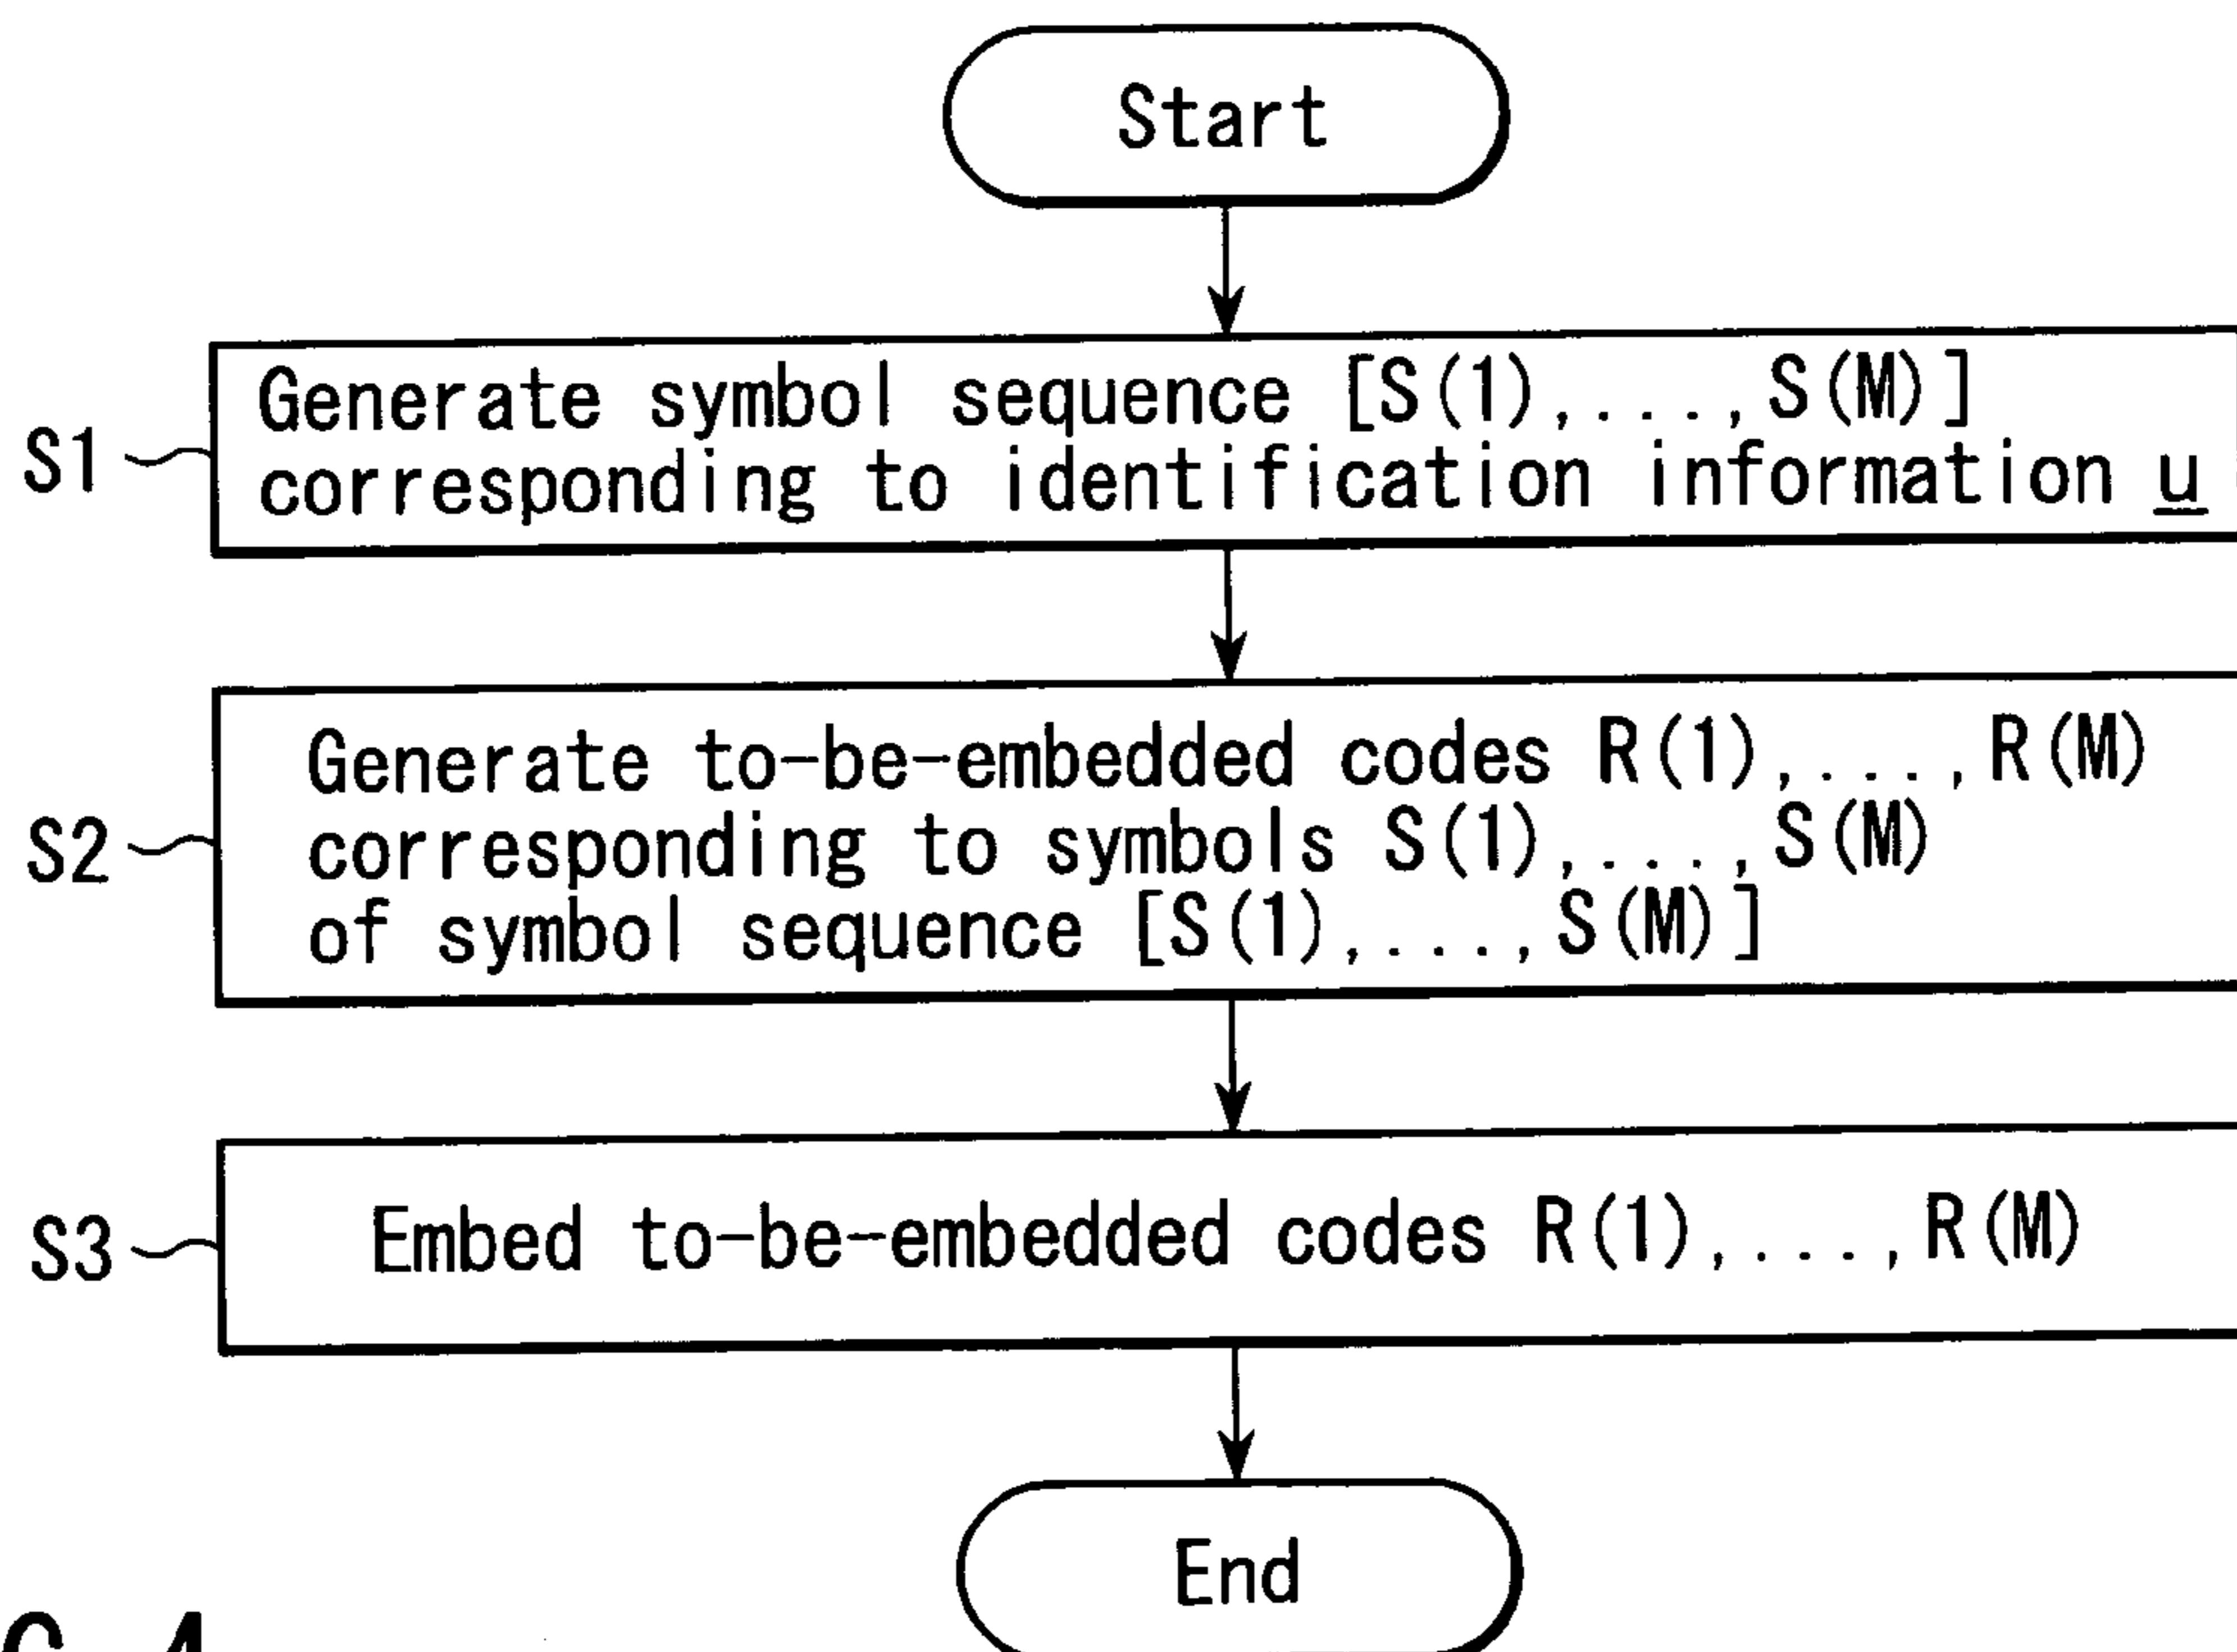 Start
S1
Generate symbol sequence [S(1),...,S(M)]
corresponding to identification information u
S2
Generate to-be-embedded codes R(1),...,R(M)
corresponding to symbols S(1),...,S(M)
of symbol sequence [S(1),...,S(M)]
S3
Embed to-be-embedded codes R(1),...,R(M)
End